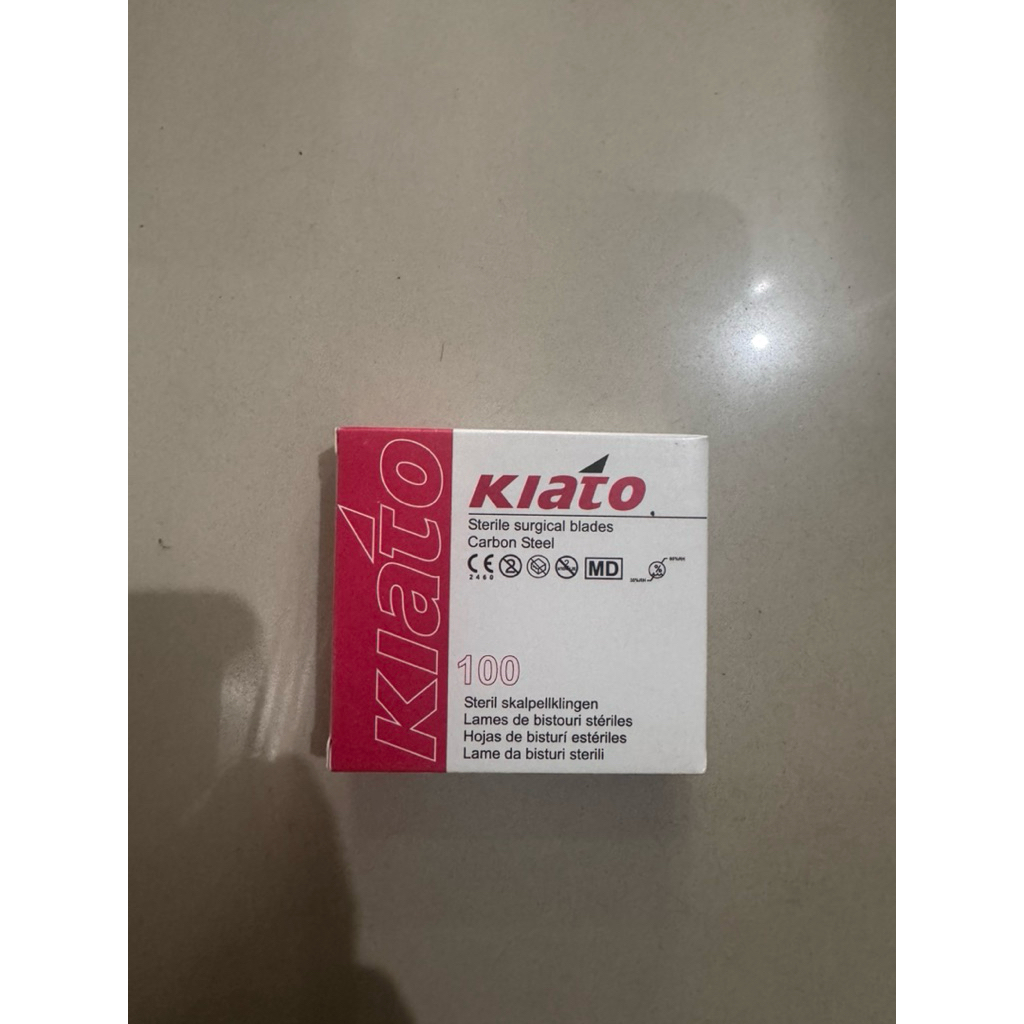 Kiato
Kiato
Sterile surgical blades
Carbon Steel
CE
2460
MD
%
100
Steril skalpellklingen
Lames de bistouri stériles
Hojas de bisturí estériles
Lame da bisturi sterili